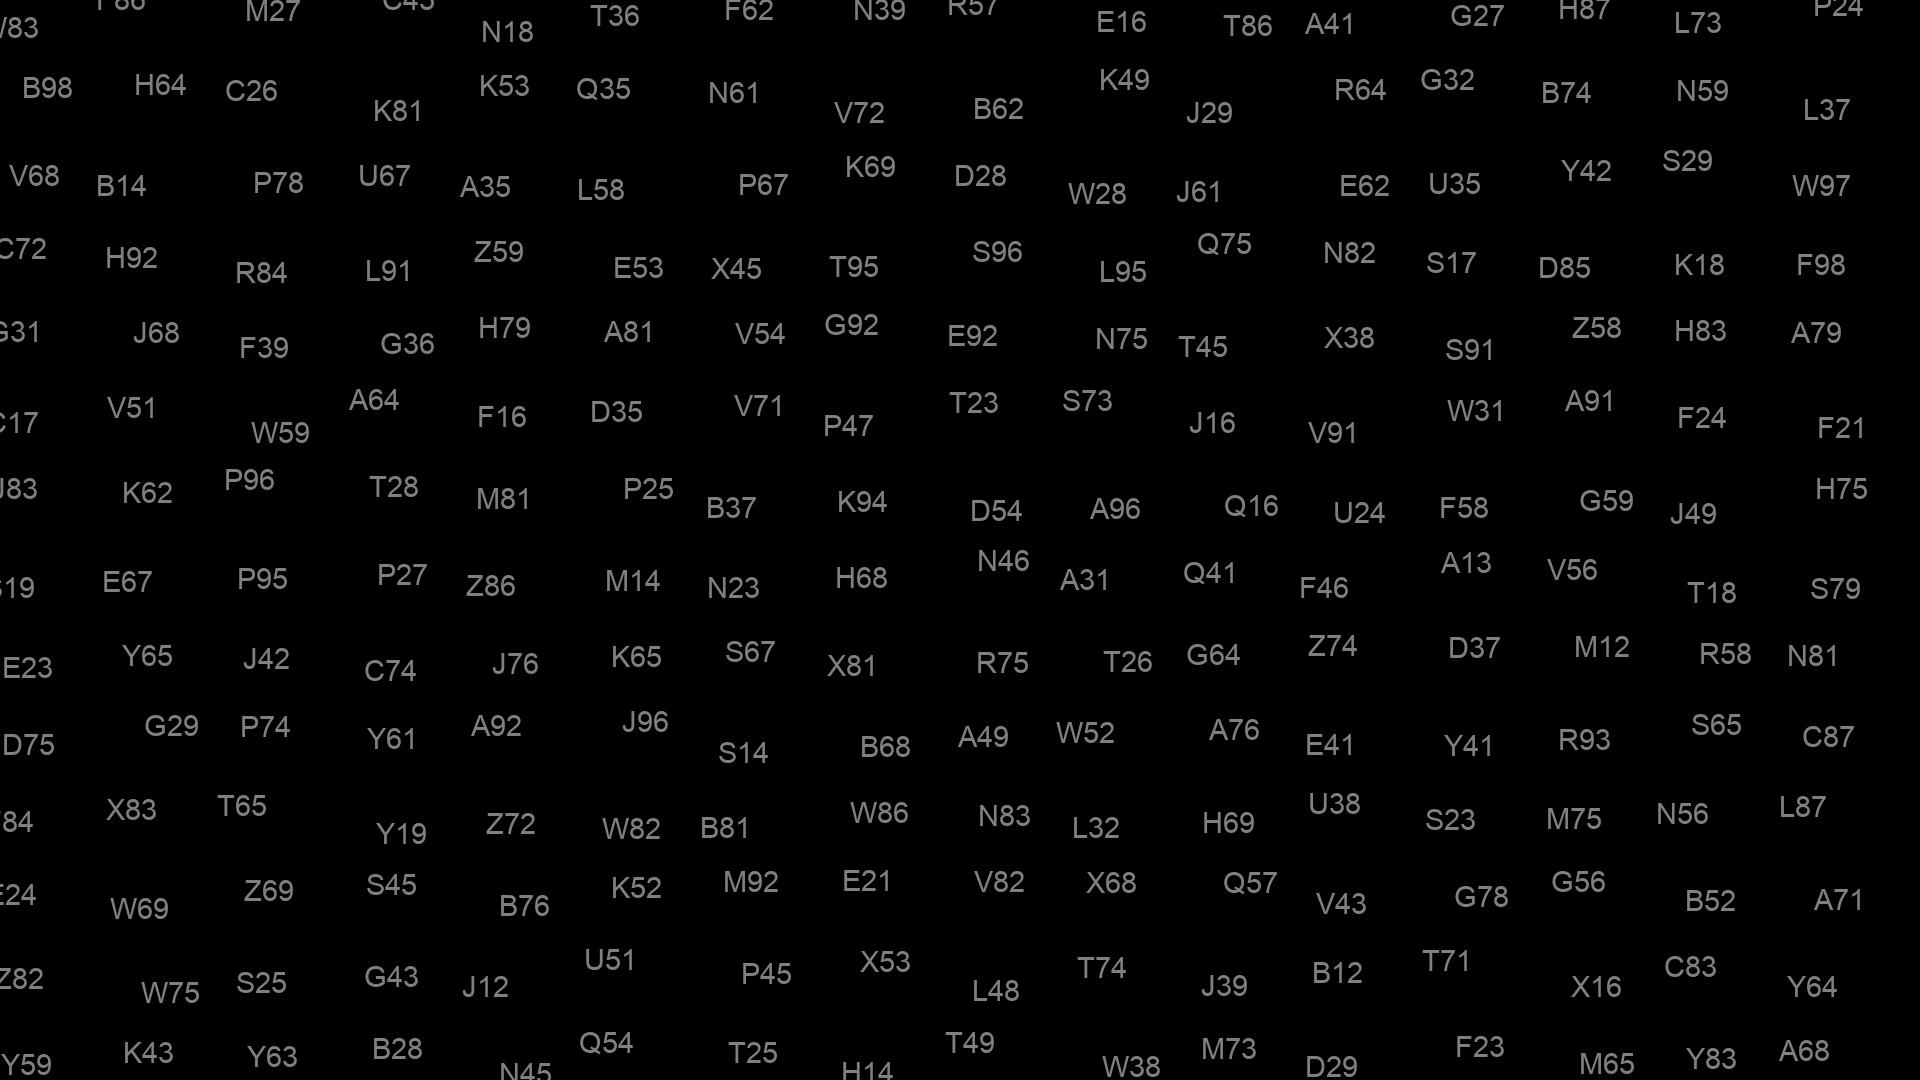 M27 N18 T36 F62 N39 R57 E16 T86 A41 G27 H87 L73 P24
B98 H64 C26 K81 K53 Q35 N61 V72 B62 K49 J29 R64 G32 B74 N59 L37
V68 B14 P78 U67 A35 L58 P67 K69 D28 W28 J61 E62 U35 Y42 S29 W97
C72 H92 R84 L91 Z59 E53 X45 T95 S96 L95 Q75 N82 S17 D85 K18 F98
G31 J68 F39 G36 H79 A81 V54 G92 E92 N75 T45 X38 S91 Z58 H83 A79
V51 W59 A64 F16 D35 V71 P47 T23 S73 J16 V91 W31 A91 F24 F21
K62 P96 T28 M81 P25 B37 K94 D54 A96 Q16 U24 F58 G59 J49 H75
E67 P95 P27 Z86 M14 N23 H68 N46 A31 Q41 F46 A13 V56 T18 S79
E23 Y65 J42 C74 J76 K65 S67 X81 R75 T26 G64 Z74 D37 M12 R58 N81
D75 G29 P74 Y61 A92 J96 S14 B68 A49 W52 A76 E41 Y41 R93 S65 C87
X83 T65 Y19 Z72 W82 B81 W86 N83 L32 H69 U38 S23 M75 N56 L87
W69 Z69 S45 B76 K52 M92 E21 V82 X68 Q57 V43 G78 G56 B52 A71
Z82 W75 S25 G43 J12 U51 P45 X53 L48 T74 J39 B12 T71 X16 C83 Y64
Y59 K43 Y63 B28 N45 Q54 T25 H14 T49 W38 M73 D29 F23 M65 Y83 A68